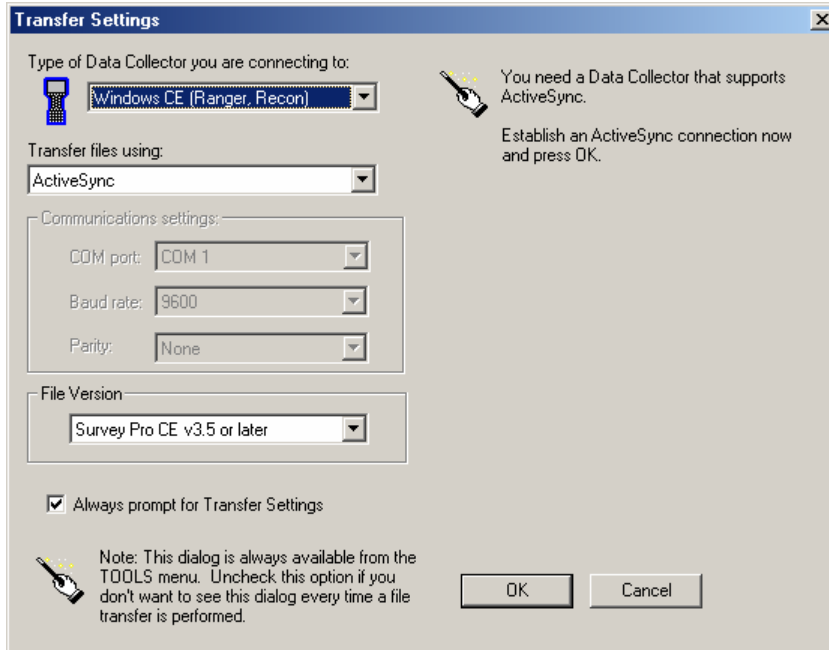 Transfer Settings
Type of Data Collector you are connecting to:
Windows CE (Ranger, Recon)
Transfer files using:
ActiveSync
Communications settings:
COM port: COM 1
Baud rate: 9600
Parity: None
File Version
Survey Pro CE v3.5 or later
Always prompt for Transfer Settings
Note: This dialog is always available from the
TOOLS menu. Uncheck this option if you
don't want to see this dialog every time a file
transfer is performed.
You need a Data Collector that supports
ActiveSync.
Establish an ActiveSync connection now
and press OK.
OK
Cancel